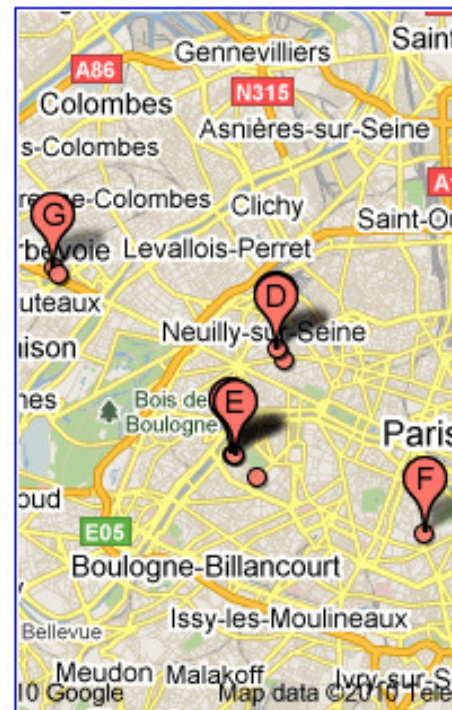 Saint
Gennevilliers
A86
N315
Colombes
Asnières-sur-Seine
s-Colombes
e-Colombes
A1
Clichy
Saint-Ou
G
rbevoie
Levallois-Perret
uteaux
D
Neuilly-sur-Seine
ison
nes
Bois de
Boulogne
E
Paris
F
oud
E05
Boulogne-Billancourt
Issy-les-Moulineaux
Bellevue
Meudon
Malakoff
Ivry-sur-S
10 Google
Map data ©2010 Tele